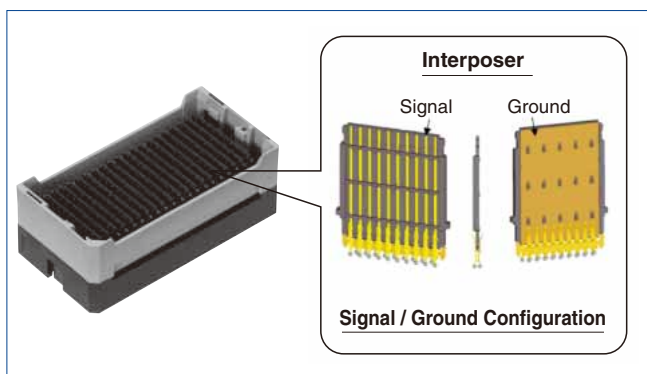 Interposer
Signal
Ground
Signal / Ground Configuration